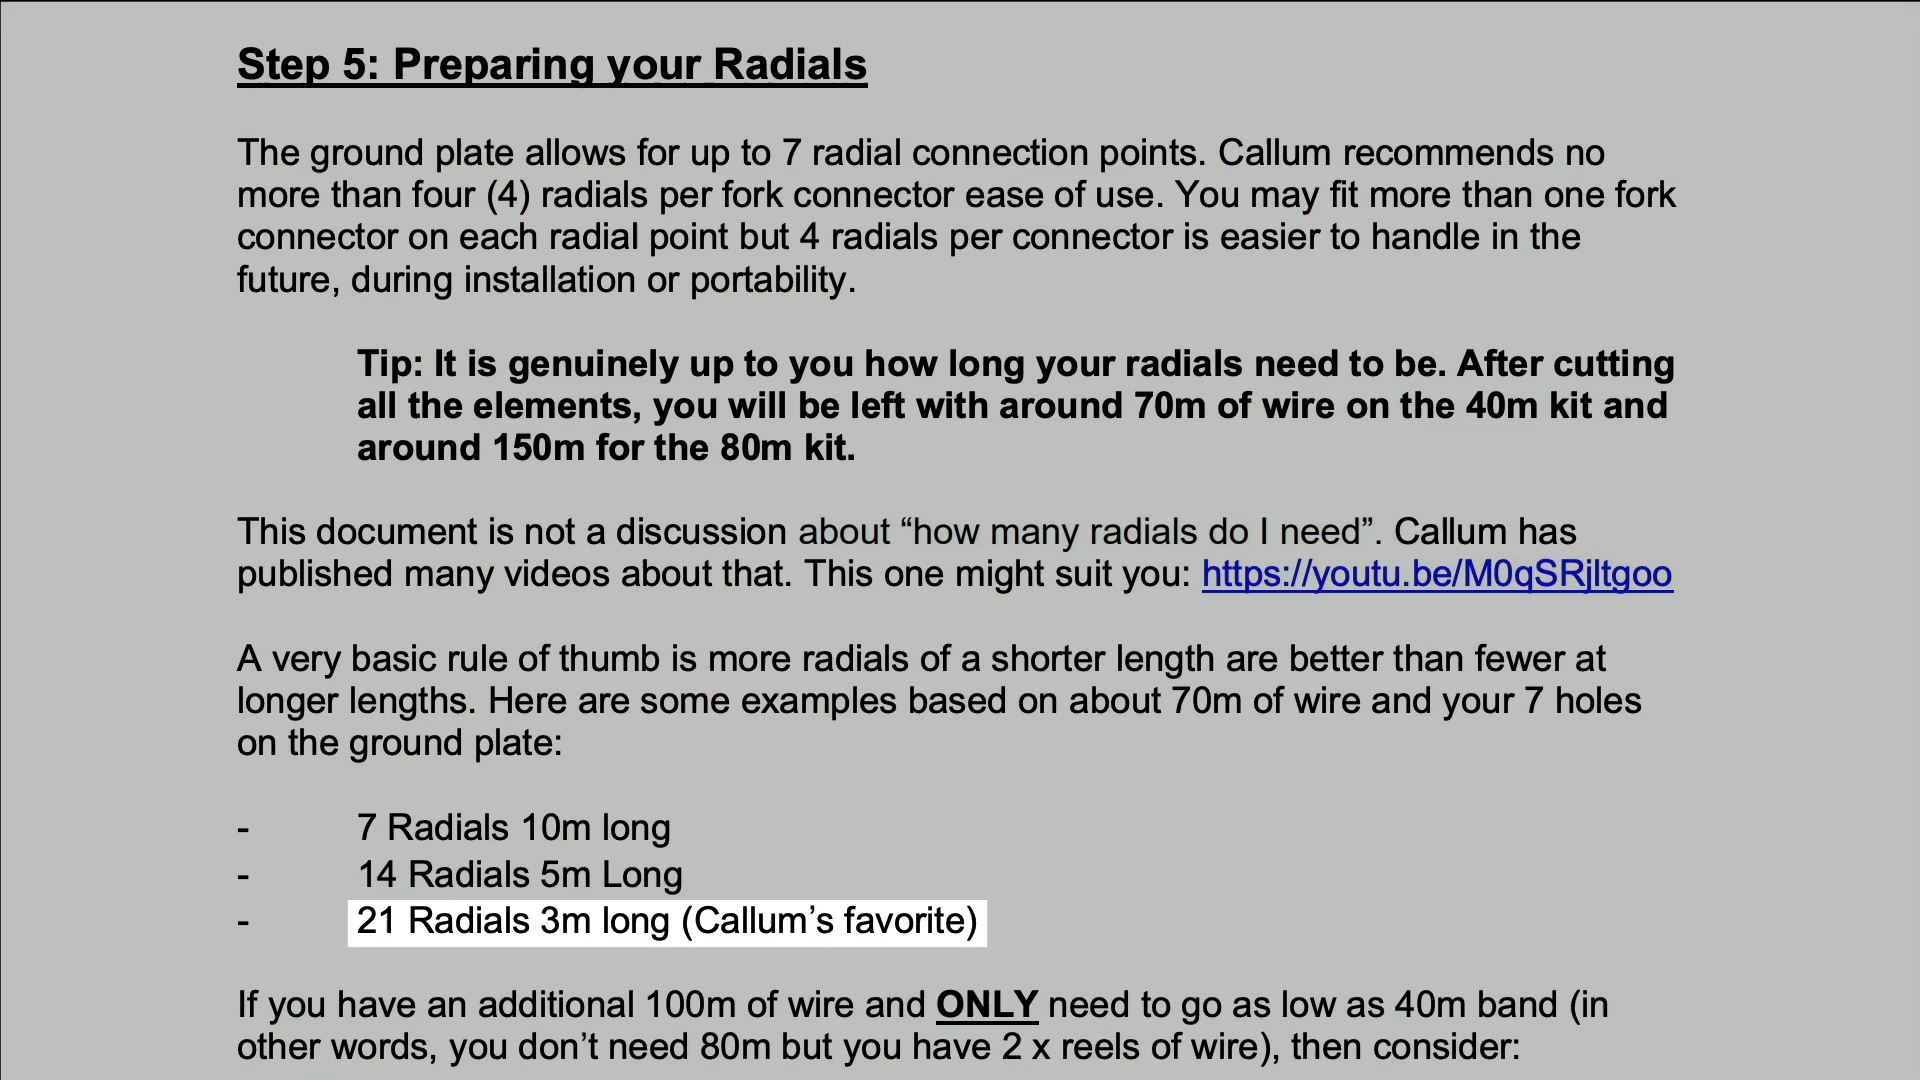 Step 5: Preparing your Radials
The ground plate allows for up to 7 radial connection points. Callum recommends no
more than four (4) radials per fork connector ease of use. You may fit more than one fork
connector on each radial point but 4 radials per connector is easier to handle in the
future, during installation or portability.
Tip: It is genuinely up to you how long your radials need to be. After cutting
all the elements, you will be left with around 70m of wire on the 40m kit and
around 150m for the 80m kit.
This document is not a discussion about “how many radials do I need”. Callum has
published many videos about that. This one might suit you: https://youtu.be/M0qSRjltgoo
A very basic rule of thumb is more radials of a shorter length are better than fewer at
longer lengths. Here are some examples based on about 70m of wire and your 7 holes
on the ground plate:
- 7 Radials 10m long
- 14 Radials 5m Long
- 21 Radials 3m long (Callum’s favorite)
If you have an additional 100m of wire and ONLY need to go as low as 40m band (in
other words, you don’t need 80m but you have 2 x reels of wire), then consider: